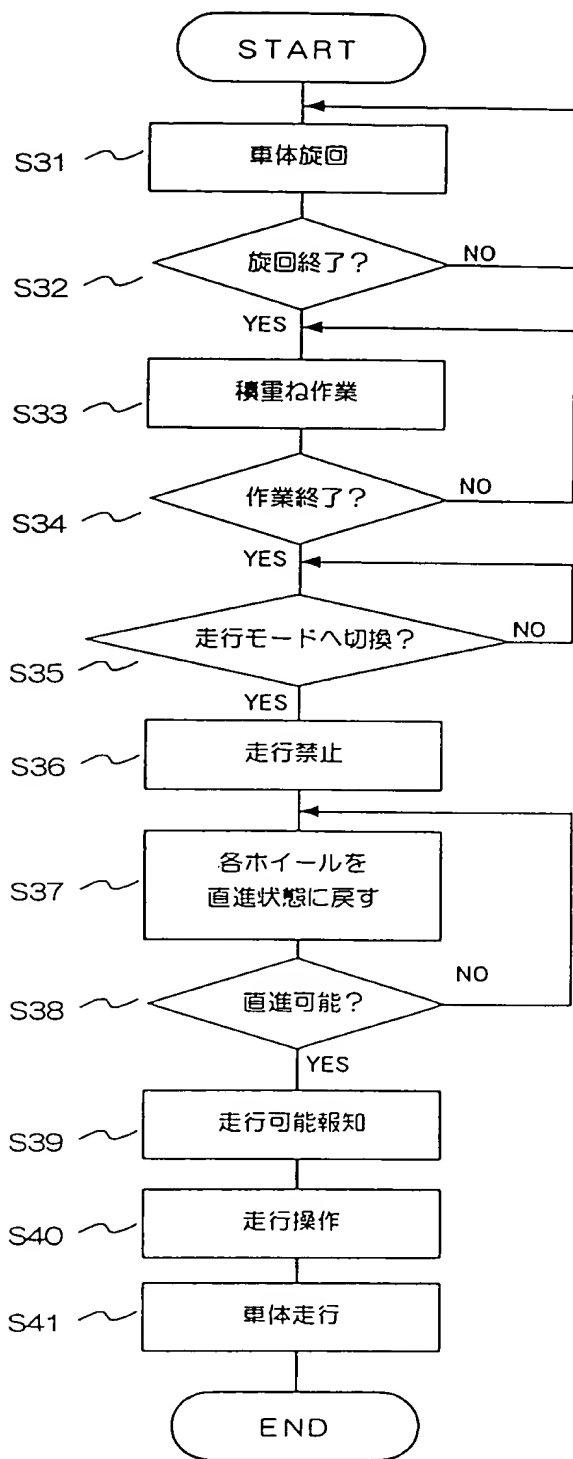 START
S31
車体旋回
S32
旋回終了?
NO
YES
S33
積重ね作業
S34
作業終了?
NO
YES
S35
走行モードへ切換?
NO
YES
S36
走行禁止
S37
各ホイールを
直進状態に戻す
S38
直進可能?
NO
YES
S39
走行可能報知
S40
走行操作
S41
車体走行
END